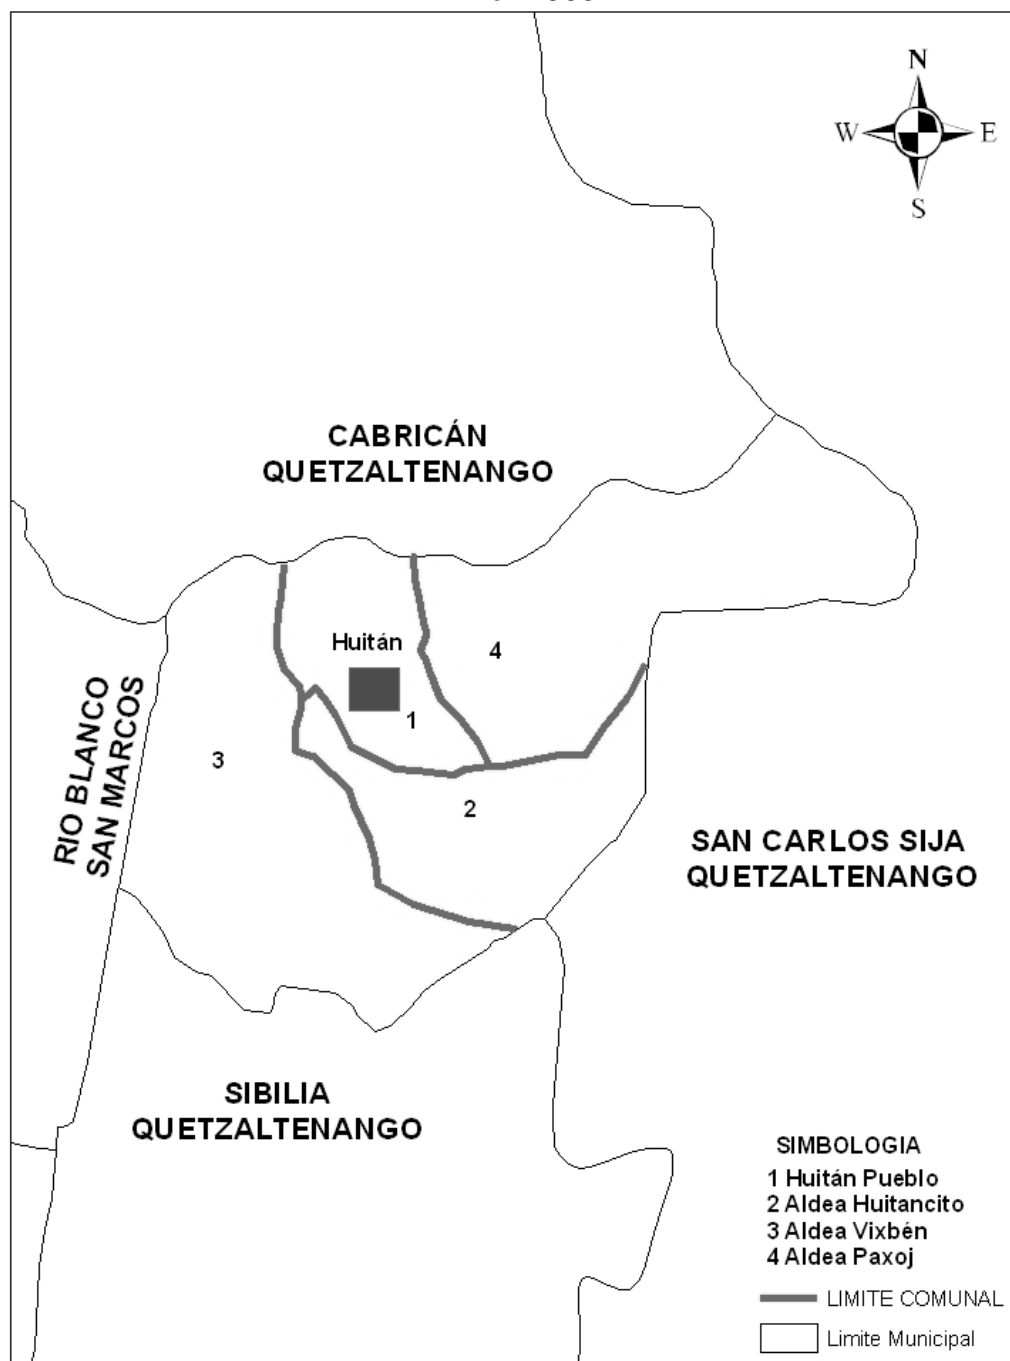 N
W E
S
CABRICÁN
QUETZALTENANGO
Huitán
4
1
3
2
RIO BLANCO
SAN MARCOS
SAN CARLOS SIJA
QUETZALTENANGO
SIBILIA
QUETZALTENANGO
SIMBOLOGIA
1 Huitán Pueblo
2 Aldea Huitancito
3 Aldea Vixbén
4 Aldea Paxoj
LIMITE COMUNAL
Limite Municipal